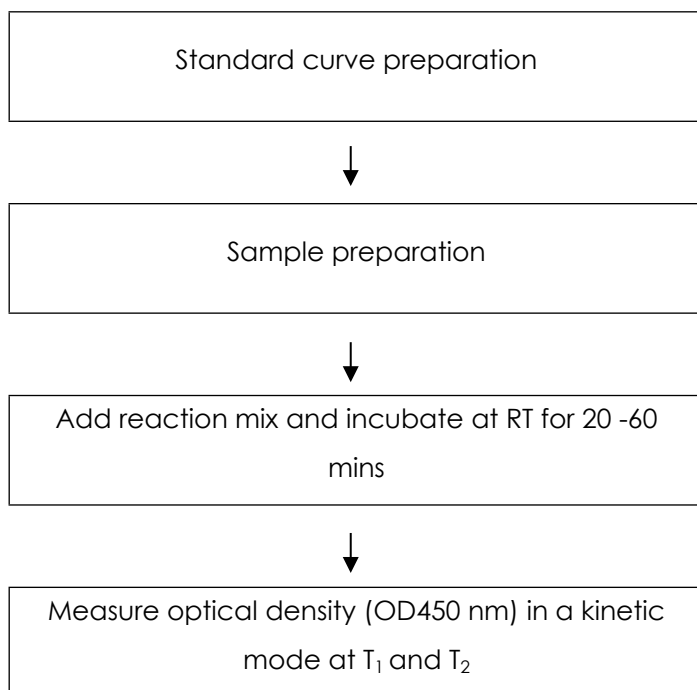 Standard curve preparation
Sample preparation
Add reaction mix and incubate at RT for 20 -60
mins
Measure optical density (OD450 nm) in a kinetic
mode at T₁ and T₂